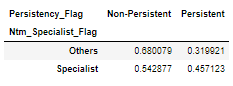 Persistency_Flag Non-Persistent Persistent
Ntm_Specialist_Flag
Others 0.680079 0.319921
Specialist 0.542877 0.457123